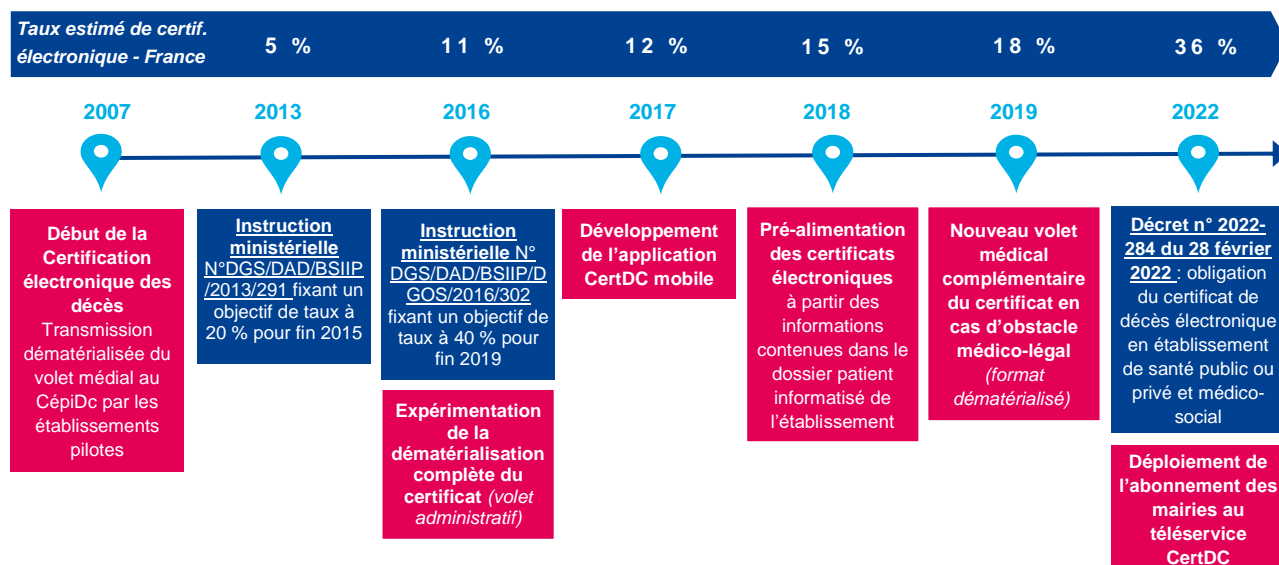 Taux estimé de certif.
électronique - France
5 %
11 %
12 %
15 %
18 %
36 %
2007
2013
2016
2017
2018
2019
2022
Début de la
Certification
électronique des
décès
Transmission
dématérialisée du
volet médial au
CépiDc par les
établissements
pilotes
Instruction
ministérielle
N°DGS/DAD/BSIIP
/2013/291 fixant un
objectif de taux à
20 % pour fin 2015
Instruction
ministérielle N°
DGS/DAD/BSIIP/D
GOS/2016/302
fixant un objectif de
taux à 40 % pour
fin 2019
Expérimentation
de la
dématérialisation
complète du
certificat (volet
administratif)
Développement
de l'application
CertDC mobile
Pré-alimentation
des certificats
électroniques
à partir des
informations
contenues dans le
dossier patient
informatisé de
l'établissement
Nouveau volet
médical
complémentaire
du certificat en
cas d'obstacle
médico-légal
(format
dématérialisé)
Décret n° 2022-
284 du 28 février
2022 : obligation
du certificat de
décès électronique
en établissement
de santé public ou
privé et médico-
social
Déploiement de
l'abonnement des
mairies au
téléservice
CertDC